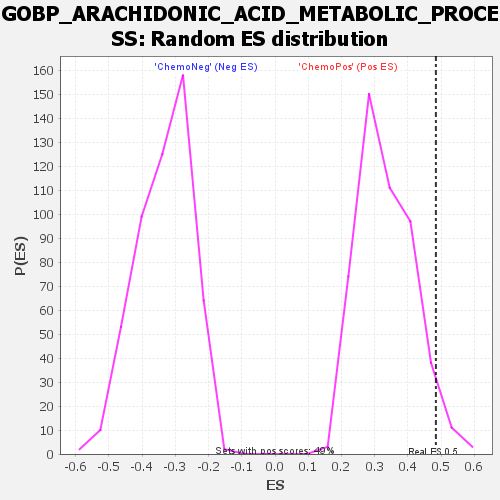 GOBP_ARACHIDONIC_ACID_METABOLIC_PROCE
SS: Random ES distribution
'ChemoNeg' (Neg ES) 'ChemoPos' (Pos ES)
160
150
140
130
120
110
100
90
80
70
60
50
40
30
20
10
0
P(ES)
Sets with pos scores: 49%
Real ES 0.5
-0.6 -0.5 -0.4 -0.3 -0.2 -0.1 0.0 0.1 0.2 0.3 0.4 0.5 0.6
ES